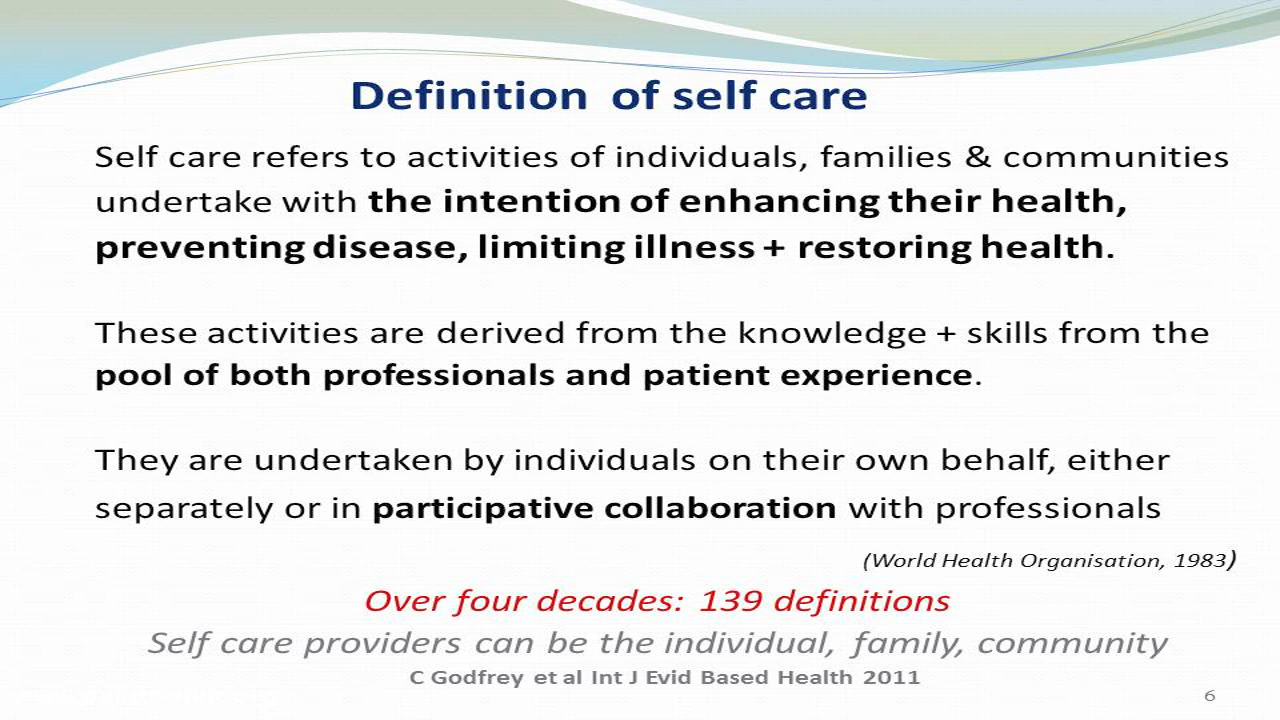 Definition of self care
Self care refers to activities of individuals, families & communities
undertake with the intention of enhancing their health,
preventing disease, limiting illness + restoring health.
These activities are derived from the knowledge + skills from the
pool of both professionals and patient experience.
They are undertaken by individuals on their own behalf, either
separately or in participative collaboration with professionals
(World Health Organisation, 1983)
Over four decades: 139 definitions
Self care providers can be the individual, family, community
C Godfrey et al Int J Evid Based Health 2011
6